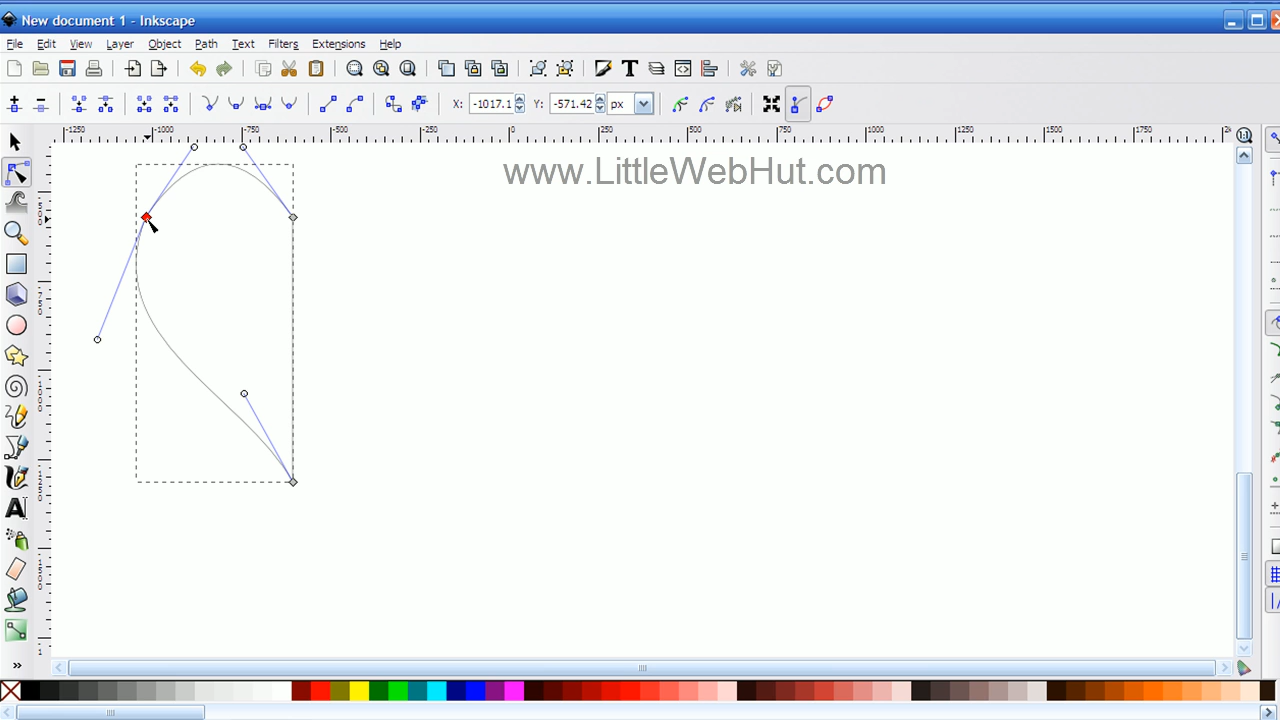 New document 1 - Inkscape
File Edit View Layer Object Path Text Filters Extensions Help
X: -1017.1 Y: -571.42 px
-1250 -1000 -750 -500 -250 0 250 500 750 1000 1250 1500 1750
www.LittleWebHut.com